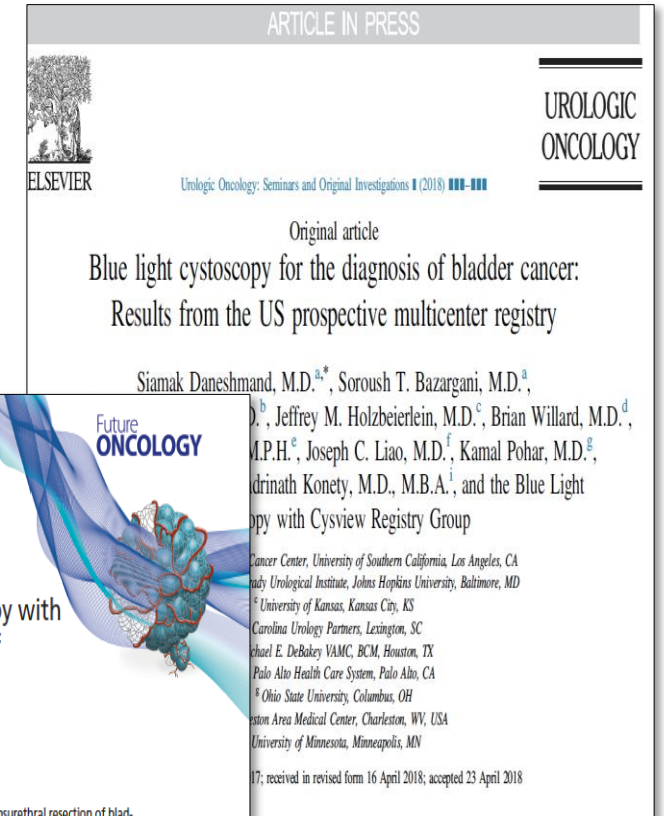 ARTICLE IN PRESS
ELSEVIER
UROLOGIC
ONCOLOGY
Urologic Oncology: Seminars and Original Investigations (2018)
Original article
Blue light cystoscopy for the diagnosis of bladder cancer:
Results from the US prospective multicenter registry
Siamak Daneshmand, M.D.a,*, Soroush T. Bazargani, M.D.a,
b, Jeffrey M. Holzbeierlein, M.D.c, Brian Willard, M.D.d,
M.P.H.e, Joseph C. Liao, M.D.f, Kamal Pohar, M.D.g,
Konety, M.D., M.B.A.i, and the Blue Light
with Cysview Registry Group
Cancer Center, University of Southern California, Los Angeles, CA
Urological Institute, Johns Hopkins University, Baltimore, MD
c University of Kansas, Kansas City, KS
Carolina Urology Partners, Lexington, SC
E. DeBakey VAMC, BCM, Houston, TX
Palo Alto Health Care System, Palo Alto, CA
g Ohio State University, Columbus, OH
Area Medical Center, Charleston, WV, USA
University of Minnesota, Minneapolis, MN
17; received in revised form 16 April 2018; accepted 23 April 2018
Future
ONCOLOGY
with
resection of blad-